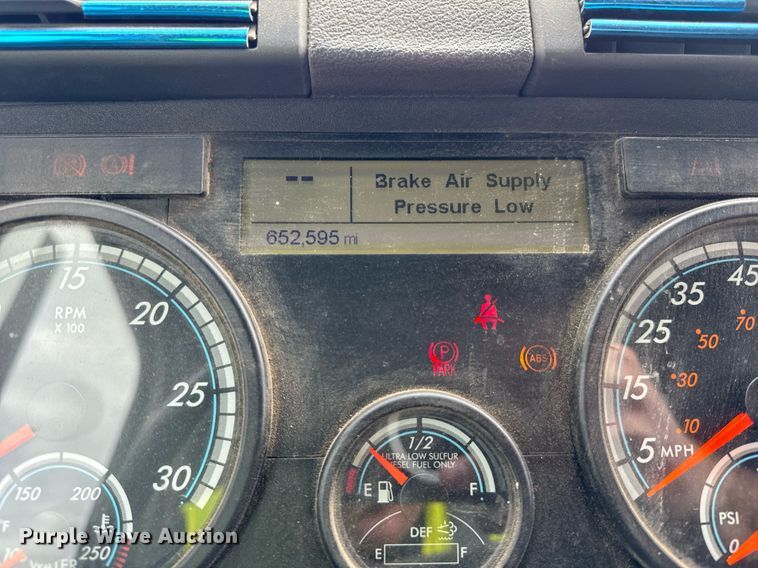 -- Brake Air Supply
Pressure Low
652,595 mi
15
RPM
X 100
20
25
30
150
200
250
100
WATER
PARK
ABS
1/2
ULTRA LOW SULFUR
DIESEL FUEL ONLY
E
F
DEF
E
F
45
35
25
15
5 MPH
70
50
30
10
PSI
0
Purple Wave Auction